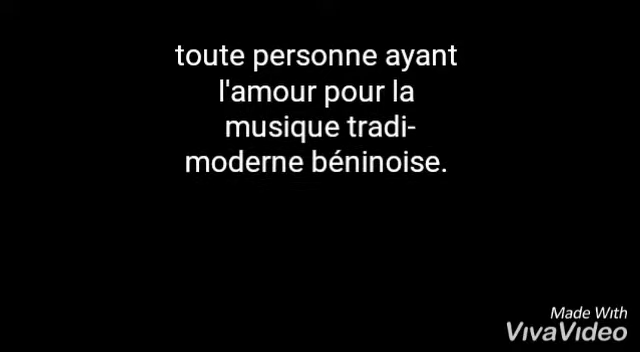 toute personne ayant
l'amour pour la
musique tradi-
moderne béninoise.
Made With
VivaVideo